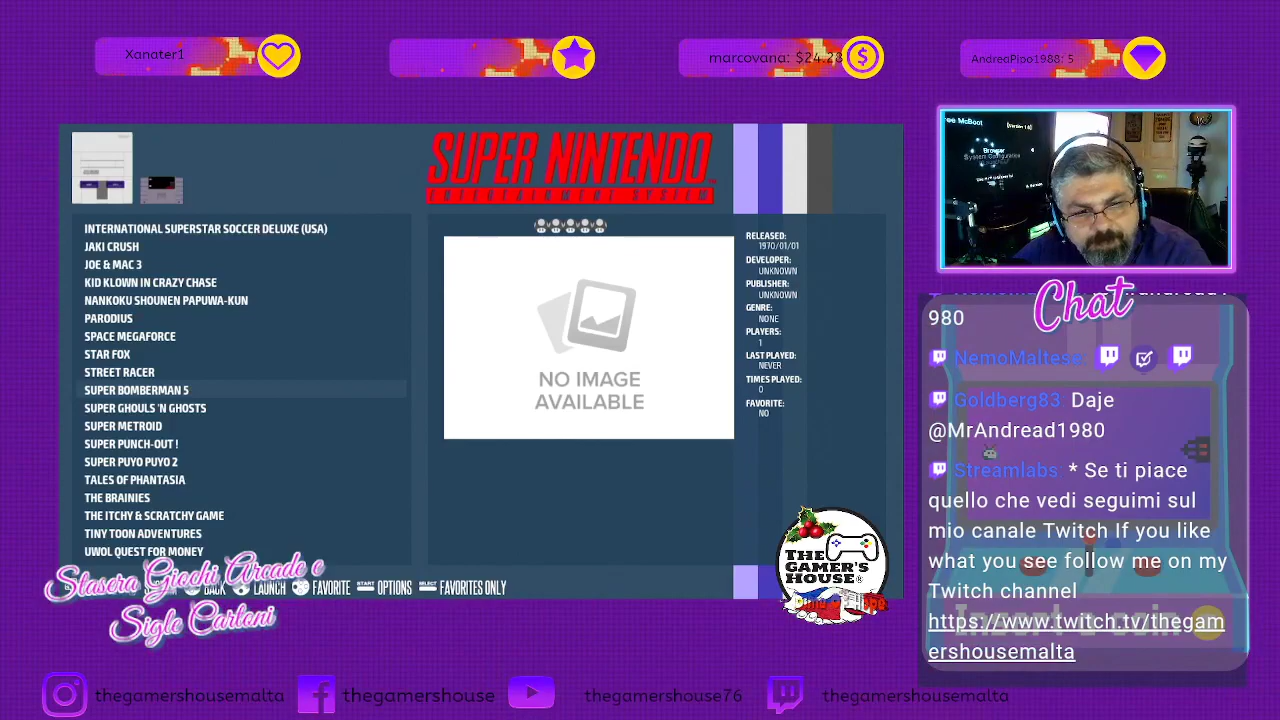 Xanater1
marcovana: $24.28
AndreaPipo1988: 5
SUPER NINTENDO
ENTERTAINMENT SYSTEM
INTERNATIONAL SUPERSTAR SOCCER DELUXE (USA)
JAKI CRUSH
JOE & MAC 3
KID KLOWN IN CRAZY CHASE
NANKOKU SHOUNEN PAPUWA-KUN
PARODIUS
SPACE MEGAFORCE
STAR FOX
STREET RACER
SUPER BOMBERMAN 5
SUPER GHOULS 'N GHOSTS
SUPER METROID
SUPER PUNCH-OUT !
SUPER PUYO PUYO 2
TALES OF PHANTASIA
THE BRAINIES
THE ITCHY & SCRATCHY GAME
TINY TOON ADVENTURES
UWOL QUEST FOR MONEY
NO IMAGE
AVAILABLE
RELEASED:
1970/01/01
DEVELOPER:
UNKNOWN
PUBLISHER:
UNKNOWN
GENRE:
NONE
PLAYERS:
1
LAST PLAYED:
NEVER
TIMES PLAYED:
0
FAVORITE:
NO
BACK LAUNCH FAVORITE START OPTIONS SELECT FAVORITES ONLY
Stasera Giochi Arcade e
Sigle Cartoni
THE
GAMER'S
HOUSE®
Browser
System Configuration
Chat
980
NemoMaltese:
Goldberg83: Daje
@MrAndread1980
Streamlabs: * Se ti piace
quello che vedi seguimi sul
mio canale Twitch If you like
what you see follow me on my
Twitch channel
https://www.twitch.tv/thegam
ershousemalta
Insert a coin
thegamershousemalta
thegamershouse
thegamershouse76
thegamershousemalta